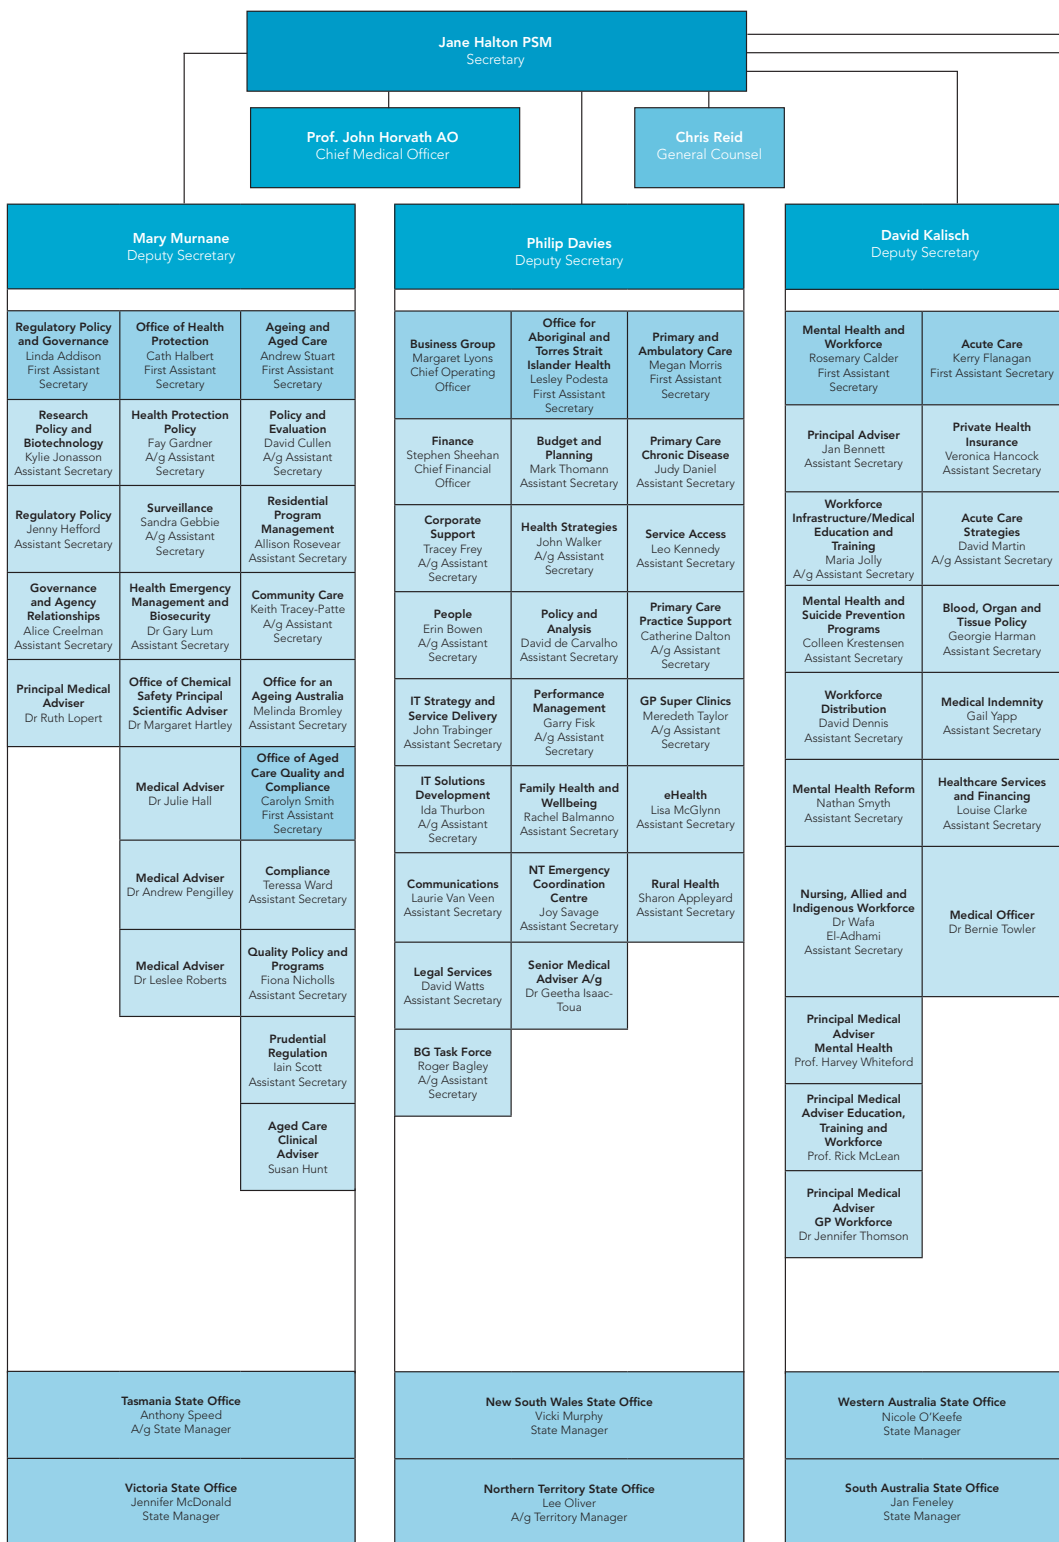 Jane Halton PSM
Secretary
Prof. John Horvath AO
Chief Medical Officer
Chris Reid
General Counsel
Mary Murnane
Deputy Secretary
Regulatory Policy
and Governance
Linda Addison
First Assistant
Secretary
Research
Policy and
Biotechnology
Kylie Jonasson
Assistant Secretary
Regulatory Policy
Jenny Hefford
Assistant Secretary
Governance
and Agency
Relationships
Alice Creelman
Assistant Secretary
Principal Medical
Adviser
Dr Ruth Lopert
Office of Health
Protection
Cath Halbert
First Assistant
Secretary
Health Protection
Policy
Fay Gardner
A/g Assistant
Secretary
Surveillance
Sandra Gebbie
A/g Assistant
Secretary
Health Emergency
Management and
Biosecurity
Dr Gary Lum
Assistant Secretary
Office of Chemical
Safety Principal
Scientific Adviser
Dr Margaret Hartley
Medical Adviser
Dr Julie Hall
Medical Adviser
Dr Andrew Pengilley
Medical Adviser
Dr Leslee Roberts
Ageing and
Aged Care
Andrew Stuart
First Assistant
Secretary
Policy and
Evaluation
David Cullen
A/g Assistant
Secretary
Residential
Program
Management
Allison Rosevear
Assistant Secretary
Community Care
Keith Tracey-Patte
A/g Assistant
Secretary
Office for an
Ageing Australia
Melinda Bromley
Assistant Secretary
Office of Aged
Care Quality and
Compliance
Carolyn Smith
First Assistant
Secretary
Compliance
Teressa Ward
Assistant Secretary
Quality Policy and
Programs
Fiona Nicholls
Assistant Secretary
Prudential
Regulation
Iain Scott
Assistant Secretary
Aged Care
Clinical
Adviser
Susan Hunt
Tasmania State Office
Anthony Speed
A/g State Manager
Victoria State Office
Jennifer McDonald
State Manager
Philip Davies
Deputy Secretary
Business Group
Margaret Lyons
Chief Operating
Officer
Finance
Stephen Sheehan
Chief Financial
Officer
Corporate
Support
Tracey Frey
A/g Assistant
Secretary
People
Erin Bowen
A/g Assistant
Secretary
IT Strategy and
Service Delivery
John Trabinger
Assistant Secretary
IT Solutions
Development
Ida Thurbon
A/g Assistant
Secretary
Communications
Laurie Van Veen
Assistant Secretary
Legal Services
David Watts
Assistant Secretary
BG Task Force
Roger Bagley
A/g Assistant
Secretary
Office for
Aboriginal and
Torres Strait
Islander Health
Lesley Podesta
First Assistant
Secretary
Budget and
Planning
Mark Thomann
Assistant Secretary
Health Strategies
John Walker
A/g Assistant
Secretary
Policy and
Analysis
David de Carvalho
Assistant Secretary
Performance
Management
Garry Fisk
A/g Assistant
Secretary
Family Health and
Wellbeing
Rachel Balmanno
Assistant Secretary
NT Emergency
Coordination
Centre
Joy Savage
Assistant Secretary
Senior Medical
Adviser A/g
Dr Geetha Isaac-
Toua
Primary and
Ambulatory Care
Megan Morris
First Assistant
Secretary
Primary Care
Chronic Disease
Judy Daniel
Assistant Secretary
Service Access
Leo Kennedy
Assistant Secretary
Primary Care
Practice Support
Catherine Dalton
A/g Assistant
Secretary
GP Super Clinics
Meredeth Taylor
A/g Assistant
Secretary
eHealth
Lisa McGlynn
Assistant Secretary
Rural Health
Sharon Appleyard
Assistant Secretary
New South Wales State Office
Vicki Murphy
State Manager
Northern Territory State Office
Lee Oliver
A/g Territory Manager
David Kalisch
Deputy Secretary
Mental Health and
Workforce
Rosemary Calder
First Assistant
Secretary
Principal Adviser
Jan Bennett
Assistant Secretary
Workforce
Infrastructure/Medical
Education and
Training
Maria Jolly
A/g Assistant Secretary
Mental Health and
Suicide Prevention
Programs
Colleen Krestensen
Assistant Secretary
Workforce
Distribution
David Dennis
Assistant Secretary
Mental Health Reform
Nathan Smyth
Assistant Secretary
Nursing, Allied and
Indigenous Workforce
Dr Wafa
El-Adhami
Assistant Secretary
Principal Medical
Adviser
Mental Health
Prof. Harvey Whiteford
Principal Medical
Adviser Education,
Training and
Workforce
Prof. Rick McLean
Principal Medical
Adviser
GP Workforce
Dr Jennifer Thomson
Acute Care
Kerry Flanagan
First Assistant Secretary
Private Health
Insurance
Veronica Hancock
Assistant Secretary
Acute Care
Strategies
David Martin
A/g Assistant Secretary
Blood, Organ and
Tissue Policy
Georgie Harman
Assistant Secretary
Medical Indemnity
Gail Yapp
Assistant Secretary
Healthcare Services
and Financing
Louise Clarke
Assistant Secretary
Medical Officer
Dr Bernie Towler
Western Australia State Office
Nicole O'Keefe
State Manager
South Australia State Office
Jan Feneley
State Manager